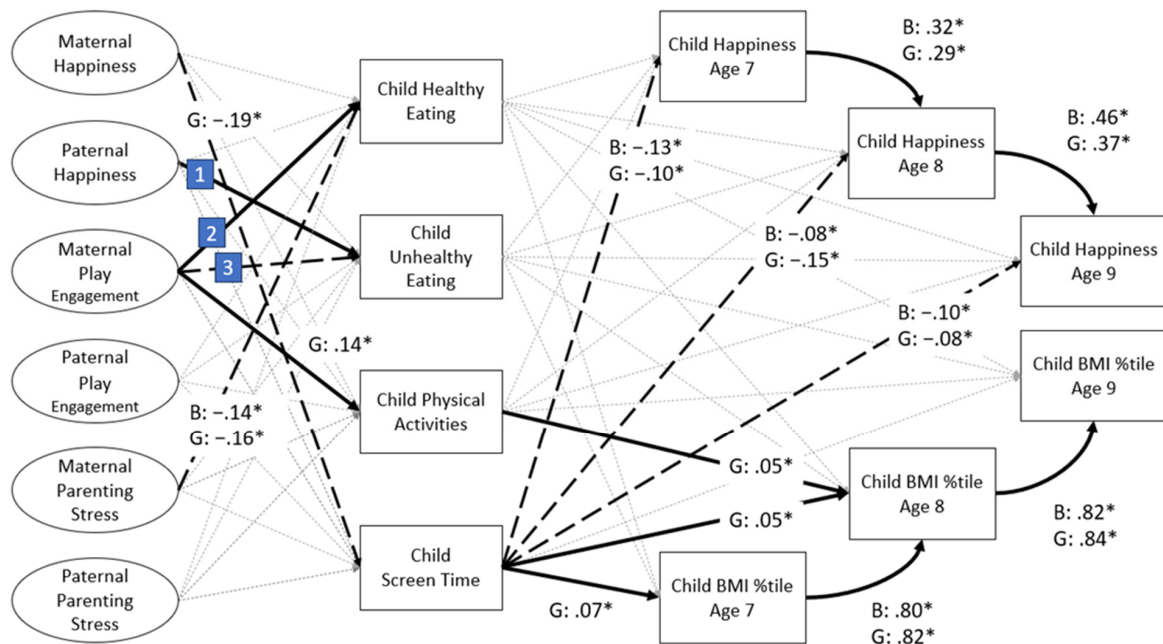 Maternal
Happiness
Paternal
Happiness
Maternal
Play
Engagement
Paternal
Play
Engagement
Maternal
Parenting
Stress
Paternal
Parenting
Stress
G: −.19*
1
2
3
G: .14*
B: −.14*
G: −.16*
Child Healthy
Eating
Child
Unhealthy
Eating
Child Physical
Activities
Child
Screen Time
B: −.13*
G: −.10*
B: −.08*
G: −.15*
B: −.10*
G: −.08*
G: .05*
G: .05*
G: .07*
Child Happiness
Age 7
B: .32*
G: .29*
Child Happiness
Age 8
B: .46*
G: .37*
Child Happiness
Age 9
Child BMI %tile
Age 9
Child BMI %tile
Age 8
B: .82*
G: .84*
Child BMI %tile
Age 7
B: .80*
G: .82*